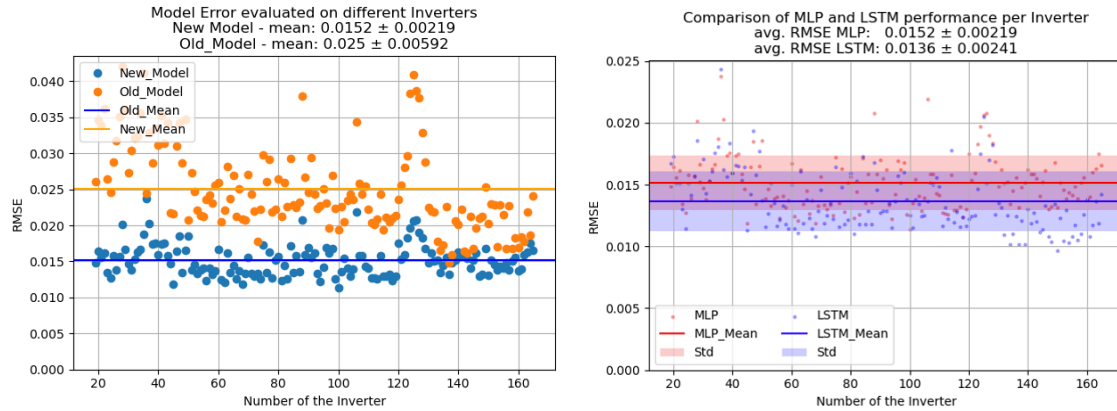 Model Error evaluated on different Inverters
New Model - mean: 0.0152 ± 0.00219
Old_Model - mean: 0.025 ± 0.00592
0.040
0.035
0.030
0.025
0.020
0.015
0.010
0.005
0.000
RMSE
New_Model
Old_Model
Old_Mean
New_Mean
20
40
60
80
100
120
140
160
Number of the Inverter
Comparison of MLP and LSTM performance per Inverter
avg. RMSE MLP: 0.0152 ± 0.00219
avg. RMSE LSTM: 0.0136 ± 0.00241
0.025
0.020
0.015
0.010
0.005
0.000
RMSE
MLP
MLP_Mean
Std
LSTM
LSTM_Mean
Std
20
40
60
80
100
120
140
160
Number of the Inverter